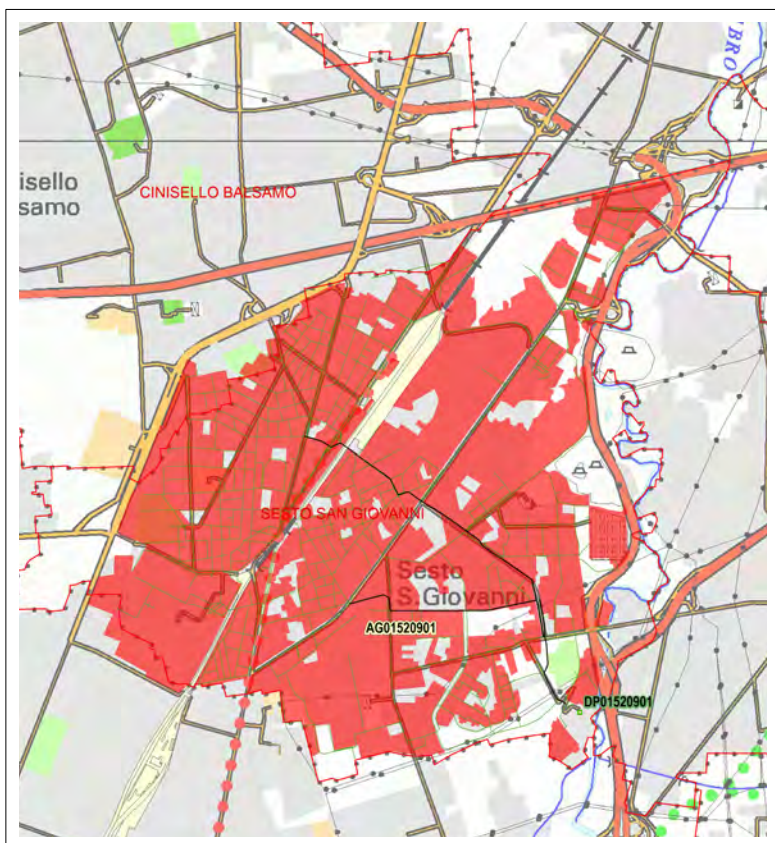 BRO
isello
samo
CINISELLO BALSAMO
SESTO SAN GIOVANNI
Sesto
S.Giovanni
AG01520901
DP01520901